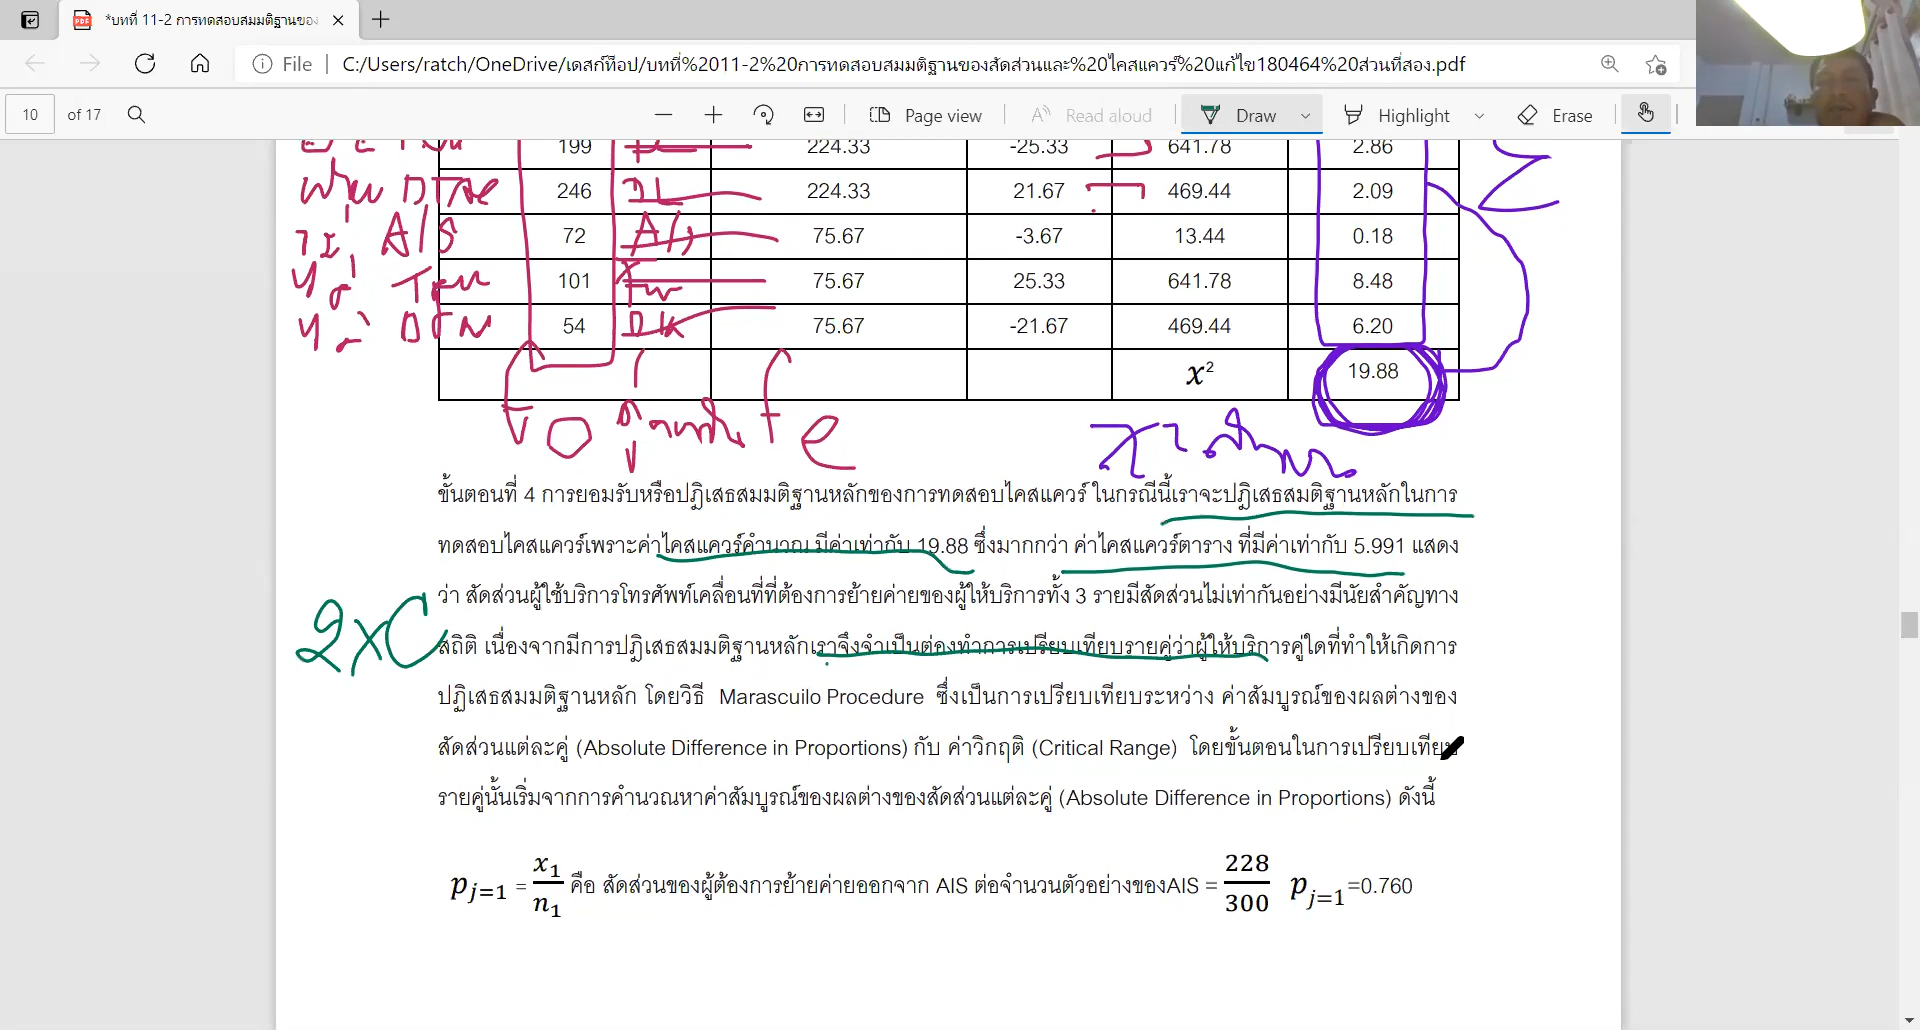 *บทที่ 11-2 การทดสอบสมมติฐานของ
File C:/Users/ratch/OneDrive/เดสก์ท็อป/บทที่%2011-2%20การทดสอบสมมติฐานของสัดส่วนและ%20ไคสแควร์%20แก้ไข180464%20ส่วนที่สอง.pdf
10 of 17 Page view Read aloud Draw Highlight Erase
199 224.33 -25.33 641.78 2.86
246 224.33 21.67 469.44 2.09
AIS 72 75.67 -3.67 13.44 0.18
101 75.67 25.33 641.78 8.48
54 75.67 -21.67 469.44 6.20
x² 19.88
O e
ขั้นตอนที่ 4 การยอมรับหรือปฏิเสธสมมติฐานหลักของการทดสอบไคสแควร์ ในกรณีนี้เราจะปฏิเสธสมติฐานหลักในการ
ทดสอบไคสแควร์เพราะค่าไคสแควร์คำนวณ มีค่าเท่ากับ 19.88 ซึ่งมากกว่า ค่าไคสแควร์ตาราง ที่มีค่าเท่ากับ 5.991 แสดง
ว่า สัดส่วนผู้ใช้บริการโทรศัพท์เคลื่อนที่ที่ต้องการย้ายค่ายของผู้ให้บริการทั้ง 3 รายมีสัดส่วนไม่เท่ากันอย่างมีนัยสำคัญทาง
2xC
สถิติ เนื่องจากมีการปฏิเสธสมมติฐานหลักเราจึงจำเป็นต่องทำการเปรียบเทียบรายคู่ว่าผู้ให้บริการคู่ใดที่ทำให้เกิดการ
ปฏิเสธสมมติฐานหลัก โดยวิธี Marascuilo Procedure ซึ่งเป็นการเปรียบเทียบระหว่าง ค่าสัมบูรณ์ของผลต่างของ
สัดส่วนแต่ละคู่ (Absolute Difference in Proportions) กับ ค่าวิกฤติ (Critical Range) โดยขั้นตอนในการเปรียบเทียบ
รายคู่นั้นเริ่มจากการคำนวณหาค่าสัมบูรณ์ของผลต่างของสัดส่วนแต่ละคู่ (Absolute Difference in Proportions) ดังนี้
p_{j=1} = x₁/n₁ คือ สัดส่วนของผู้ต้องการย้ายค่ายออกจาก AIS ต่อจำนวนตัวอย่างของAIS = 228/300 p_{j=1}=0.760